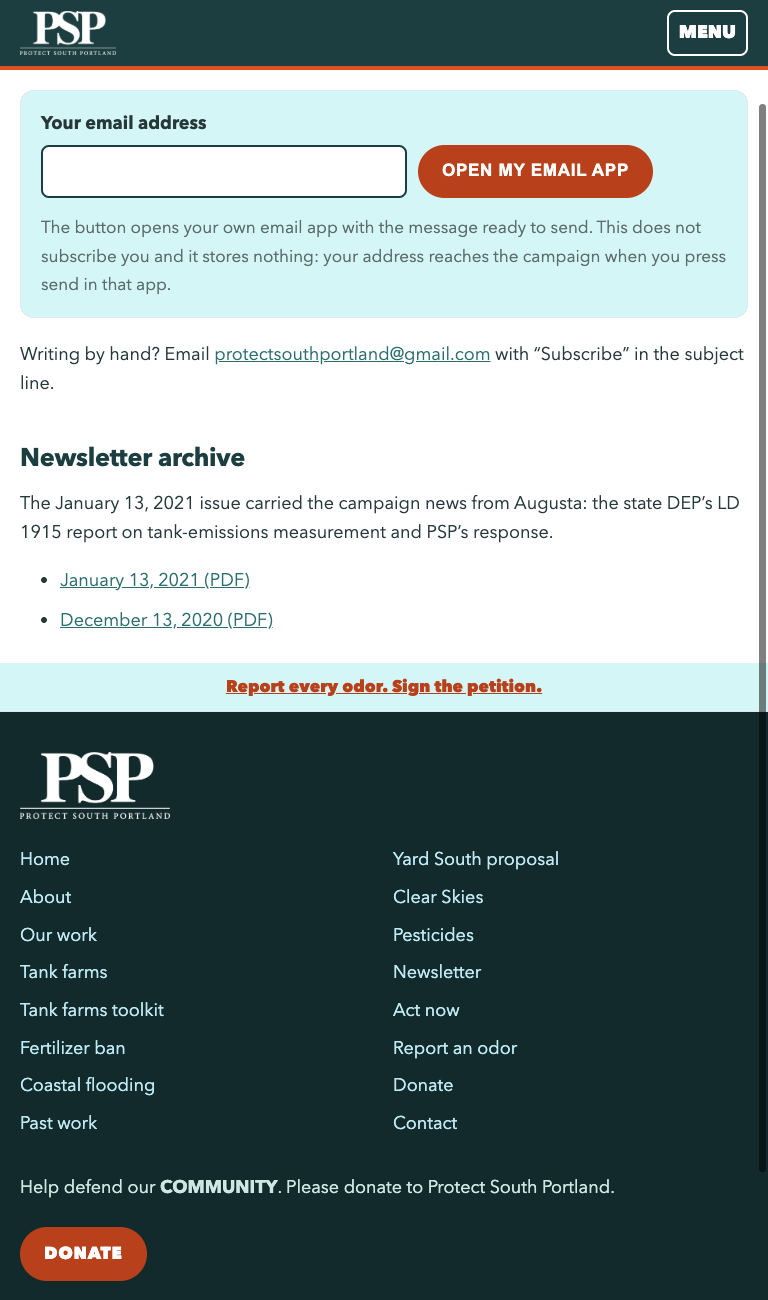 PSP
PROTECT SOUTH PORTLAND
MENU
Your email address
OPEN MY EMAIL APP
The button opens your own email app with the message ready to send. This does not
subscribe you and it stores nothing: your address reaches the campaign when you press
send in that app.
Writing by hand? Email protectsouthportland@gmail.com with “Subscribe” in the subject
line.
Newsletter archive
The January 13, 2021 issue carried the campaign news from Augusta: the state DEP’s LD
1915 report on tank-emissions measurement and PSP’s response.
January 13, 2021 (PDF)
December 13, 2020 (PDF)
Report every odor. Sign the petition.
PSP
PROTECT SOUTH PORTLAND
Home
About
Our work
Tank farms
Tank farms toolkit
Fertilizer ban
Coastal flooding
Past work
Yard South proposal
Clear Skies
Pesticides
Newsletter
Act now
Report an odor
Donate
Contact
Help defend our COMMUNITY. Please donate to Protect South Portland.
DONATE